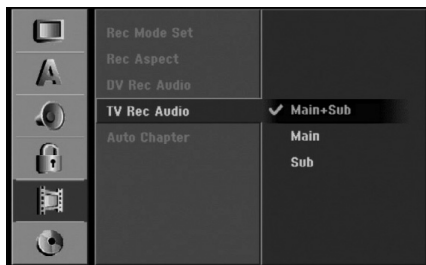 Rec Mode Set
Rec Aspect
DV Rec Audio
TV Rec Audio
Auto Chapter
Main+Sub
Main
Sub